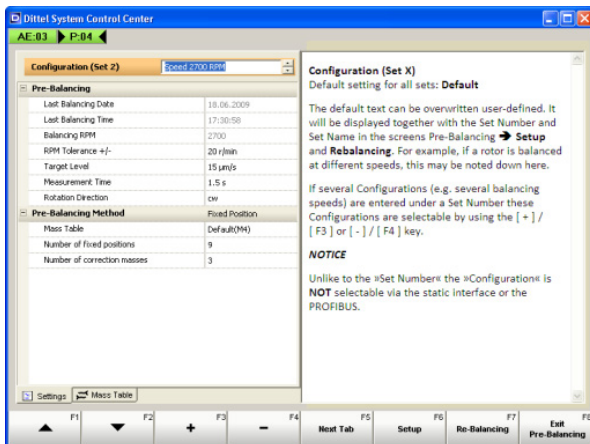 Dittel System Control Center
AE:03 P:04
Configuration (Set 2) Speed 2700 RPM
Pre-Balancing
Last Balancing Date 18.06.2009
Last Balancing Time 17:30:58
Balancing RPM 2700
RPM Tolerance +/- 20 r/min
Target Level 15 µm/s
Measurement Time 1.5 s
Rotation Direction cw
Pre-Balancing Method Fixed Position
Mass Table Default(M4)
Number of fixed positions 9
Number of correction masses 3
Settings Mass Table
Configuration (Set X)
Default setting for all sets: Default
The default text can be overwritten user-defined. It
will be displayed together with the Set Number and
Set Name in the screens Pre-Balancing ➔ Setup
and Rebalancing. For example, if a rotor is balanced
at different speeds, this may be noted down here.
If several Configurations (e.g. several balancing
speeds) are entered under a Set Number these
Configurations are selectable by using the [ + ] /
[ F3 ] or [ - ] / [ F4 ] key.
NOTICE
Unlike to the »Set Number« the »Configuration« is
NOT selectable via the static interface or the
PROFIBUS.
F1 F2 F3 F4 F5 F6 F7 F8
+ - Next Tab Setup Re-Balancing Exit
Pre-Balancing